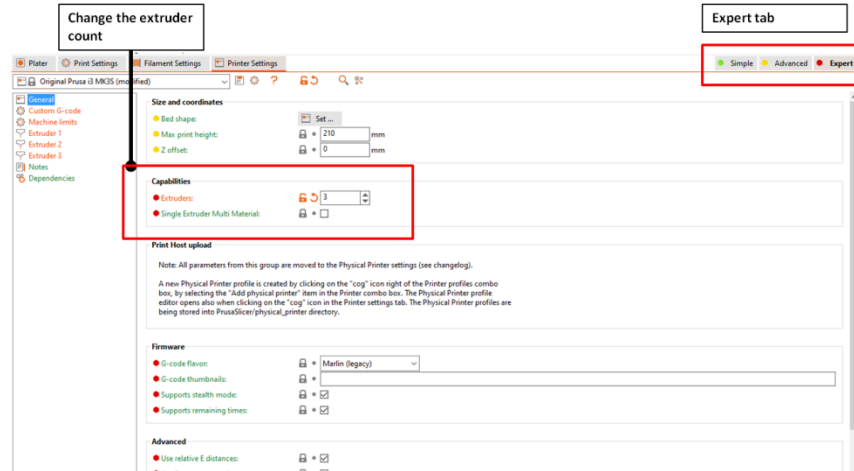 Change the extruder
count
Expert tab
Plater
Print Settings
Filament Settings
Printer Settings
Simple
Advanced
Expert
Original Prusa i3 MK3S (modified)
?
General
Custom G-code
Machine limits
Extruder 1
Extruder 2
Extruder 3
Notes
Dependencies
Size and coordinates
Bed shape:
Set ...
Max print height:
210
mm
Z offset:
0
mm
Capabilities
Extruders:
3
Single Extruder Multi Material:
Print Host upload
Note: All parameters from this group are moved to the Physical Printer settings (see changelog).
A new Physical Printer profile is created by clicking on the "cog" icon right of the Printer profiles combo
box, by selecting the "Add physical printer" item in the Printer combo box. The Physical Printer profile
editor opens also when clicking on the "cog" icon in the Printer settings tab. The Physical Printer profiles are
being stored into PrusaSlicer/physical_printer directory.
Firmware
G-code flavor:
Marlin (legacy)
G-code thumbnails:
Supports stealth mode:
Supports remaining times:
Advanced
Use relative E distances: